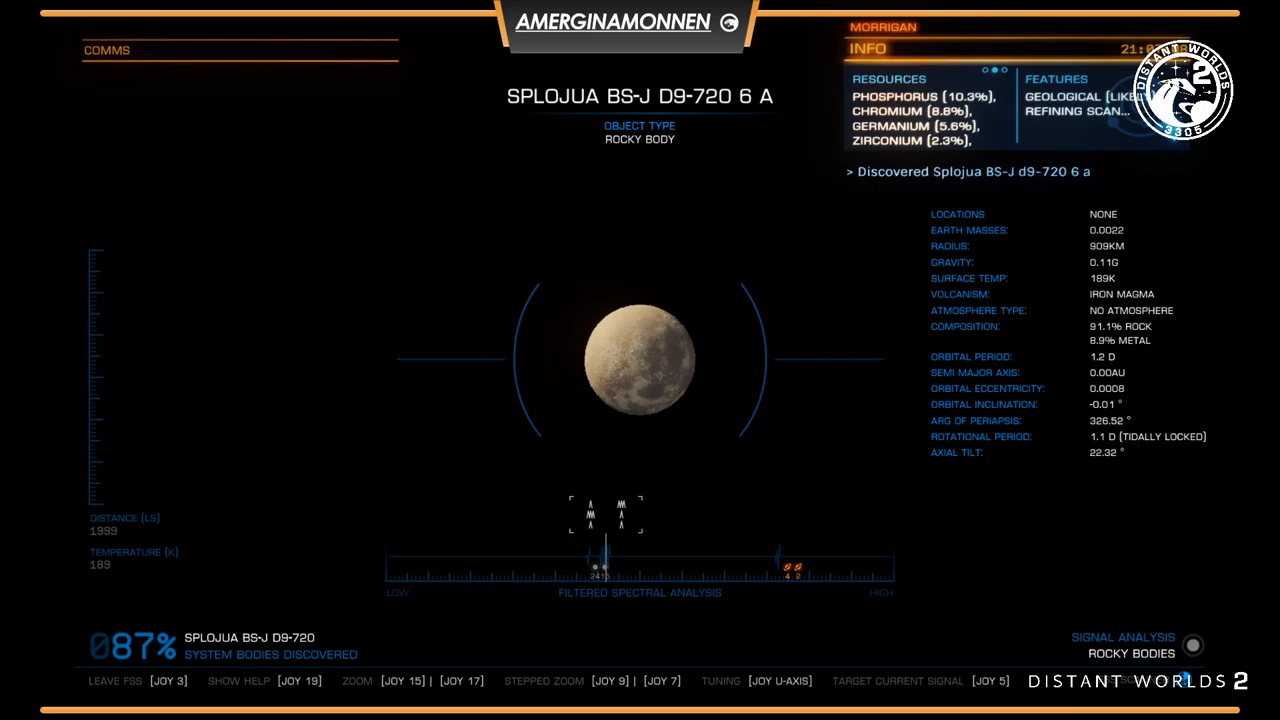 AMERGINAMONNEN
MORRIGAN
COMMS
INFO
DISTANT WORLDS 2
3305
RESOURCES
PHOSPHORUS (10.3%),
CHROMIUM (8.8%),
GERMANIUM (5.6%),
ZIRCONIUM (2.3%),
FEATURES
GEOLOGICAL
REFINING SCAN...
SPLOJUA BS-J D9-720 6 A
OBJECT TYPE
ROCKY BODY
> Discovered Splojua BS-J d9-720 6 a
LOCATIONS NONE
EARTH MASSES: 0.0022
RADIUS: 909KM
GRAVITY: 0.11G
SURFACE TEMP: 189K
VOLCANISM: IRON MAGMA
ATMOSPHERE TYPE: NO ATMOSPHERE
COMPOSITION: 91.1% ROCK
8.9% METAL
ORBITAL PERIOD: 1.2 D
SEMI MAJOR AXIS: 0.00AU
ORBITAL ECCENTRICITY: 0.0008
ORBITAL INCLINATION: -0.01 °
ARG OF PERIAPSIS: 326.52 °
ROTATIONAL PERIOD: 1.1 D (TIDALLY LOCKED)
AXIAL TILT: 22.32 °
DISTANCE (LS)
1999
TEMPERATURE (K)
189
4 2
LOW FILTERED SPECTRAL ANALYSIS HIGH
087% SPLOJUA BS-J D9-720
SYSTEM BODIES DISCOVERED
SIGNAL ANALYSIS
ROCKY BODIES
LEAVE FSS [JOY 3] SHOW HELP [JOY 19] ZOOM [JOY 15] | [JOY 17] STEPPED ZOOM [JOY 9] | [JOY 7] TUNING [JOY U-AXIS] TARGET CURRENT SIGNAL [JOY 5]
DISTANT WORLDS 2